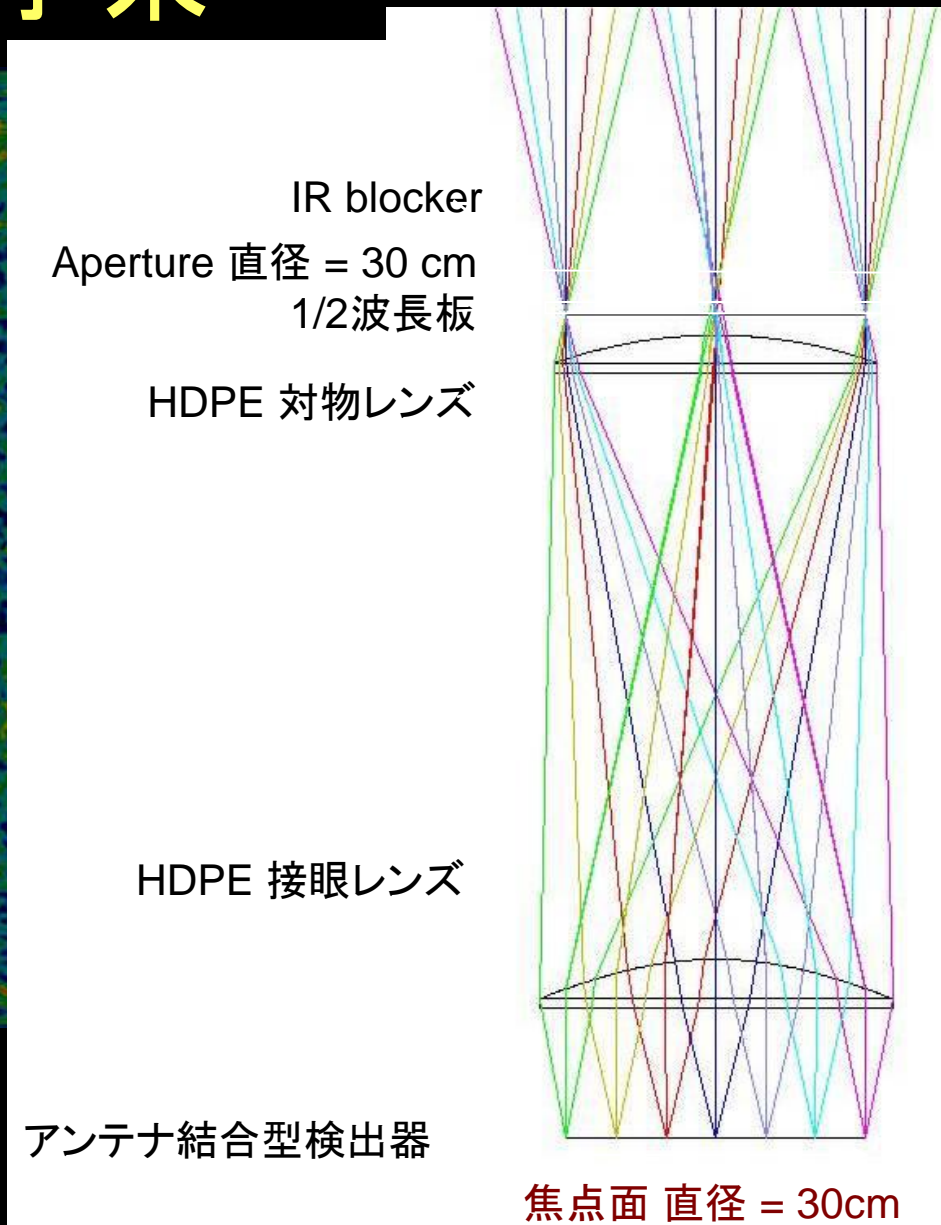 IR blocker
Aperture 直径 = 30 cm
1/2波長板
HDPE 対物レンズ
HDPE 接眼レンズ
アンテナ結合型検出器
焦点面 直径 = 30cm